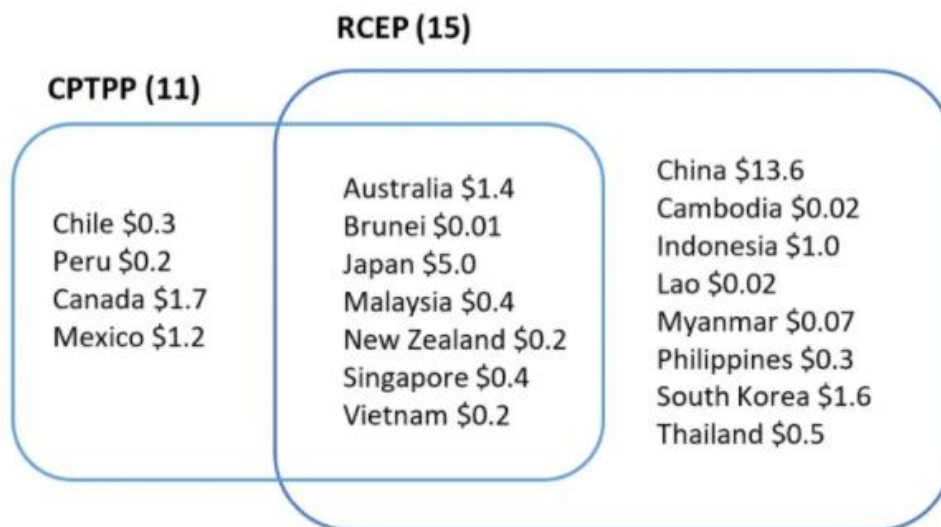 RCEP (15)
CPTPP (11)
Chile $0.3
Peru $0.2
Canada $1.7
Mexico $1.2
Australia $1.4
Brunei $0.01
Japan $5.0
Malaysia $0.4
New Zealand $0.2
Singapore $0.4
Vietnam $0.2
China $13.6
Cambodia $0.02
Indonesia $1.0
Lao $0.02
Myanmar $0.07
Philippines $0.3
South Korea $1.6
Thailand $0.5